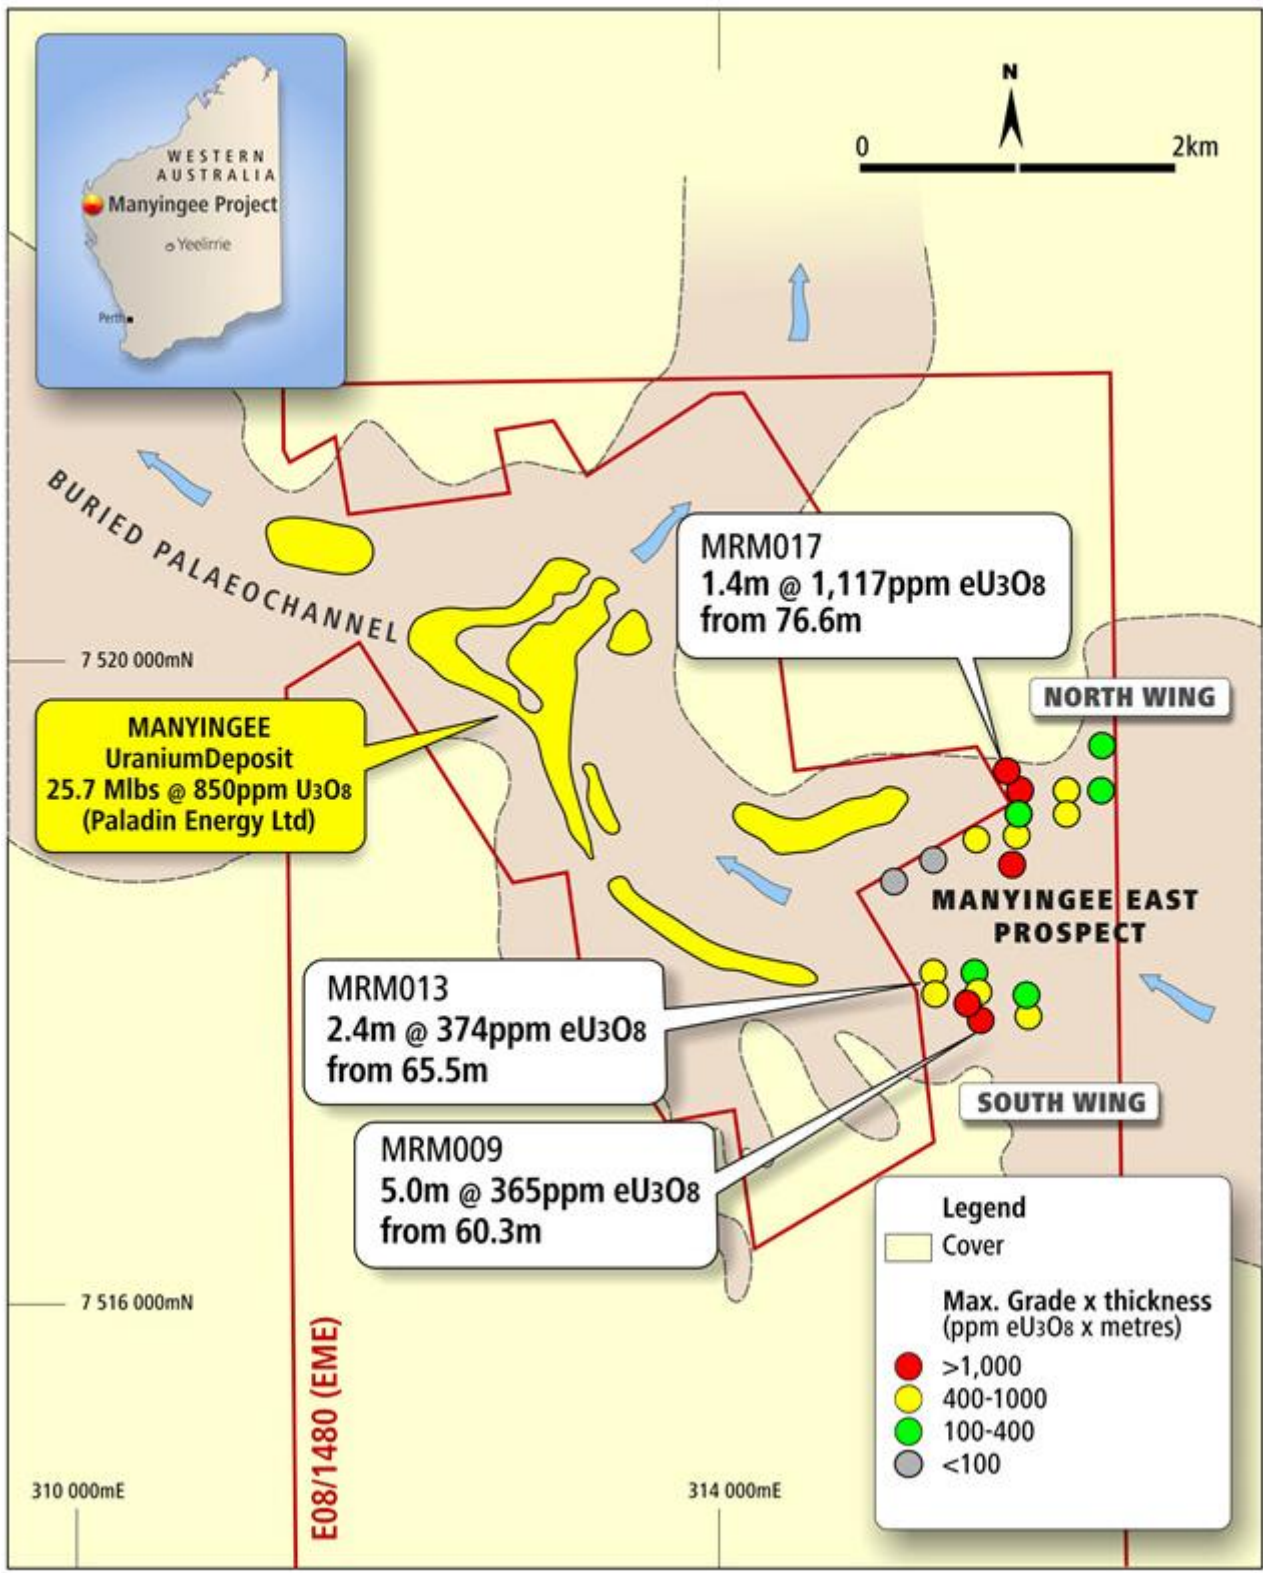 WESTERN
AUSTRALIA
Manyingee Project
Yeelirrie
Perth
N
0 2km
BURIED PALAEOCHANNEL
MRM017
1.4m @ 1,117ppm eU3O8
from 76.6m
7 520 000mN
NORTH WING
MANYINGEE
UraniumDeposit
25.7 Mlbs @ 850ppm U3O8
(Paladin Energy Ltd)
MANYINGEE EAST
PROSPECT
MRM013
2.4m @ 374ppm eU3O8
from 65.5m
SOUTH WING
MRM009
5.0m @ 365ppm eU3O8
from 60.3m
7 516 000mN
E08/1480 (EME)
310 000mE
314 000mE
Legend
Cover
Max. Grade x thickness
(ppm eU3O8 x metres)
>1,000
400-1000
100-400
<100